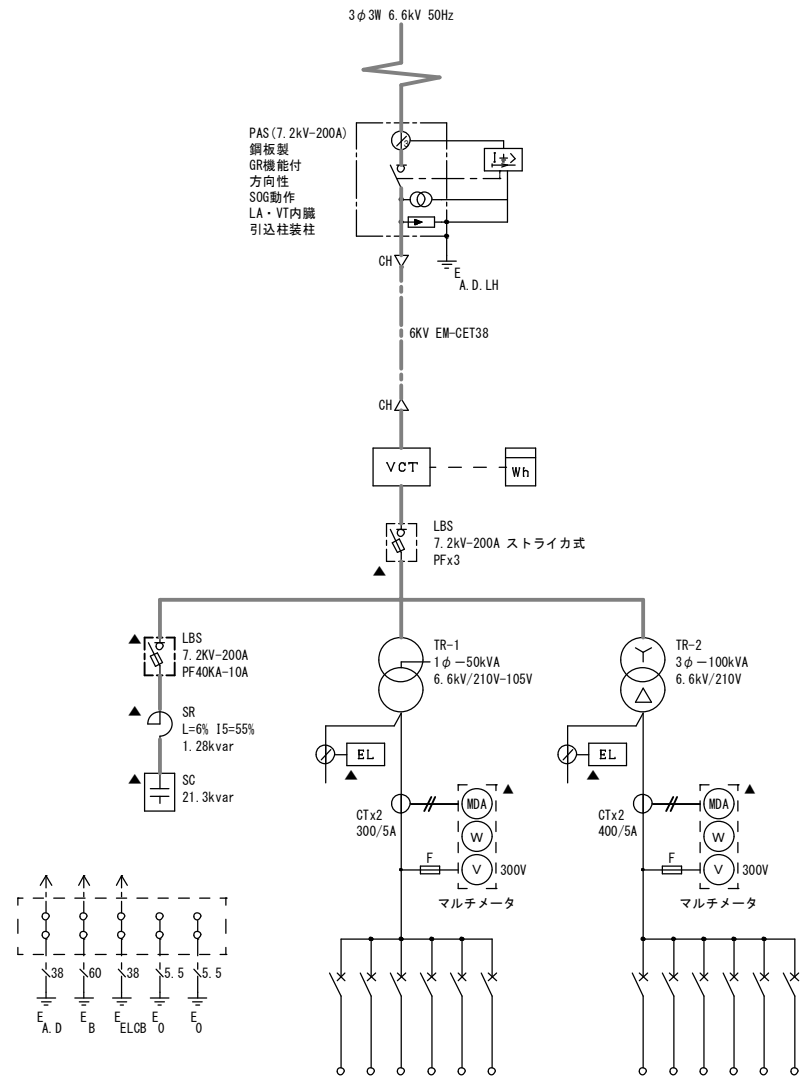 3φ3W 6.6kV 50Hz
PAS(7.2kV-200A)
鋼板製
GR機能付
方向性
SOG動作
LA・VT内臓
引込柱装柱
I
>
CH
E
A.D.LH
6KV EM-CET38
CH
VCT
Wh
LBS
7.2kV-200A ストライカ式
PFx3
LBS
7.2KV-200A
PF40KA-10A
SR
L=6% I5=55%
1.28kvar
SC
21.3kvar
TR-1
1φ－50kVA
6.6kV/210V-105V
EL
CTx2
300/5A
MDA
W
F
V
300V
マルチメータ
TR-2
3φ－100kVA
6.6kV/210V
EL
CTx2
400/5A
MDA
W
F
V
300V
マルチメータ
38
60
38
5.5
5.5
E A.D
E B
E ELCB
E 0
E 0